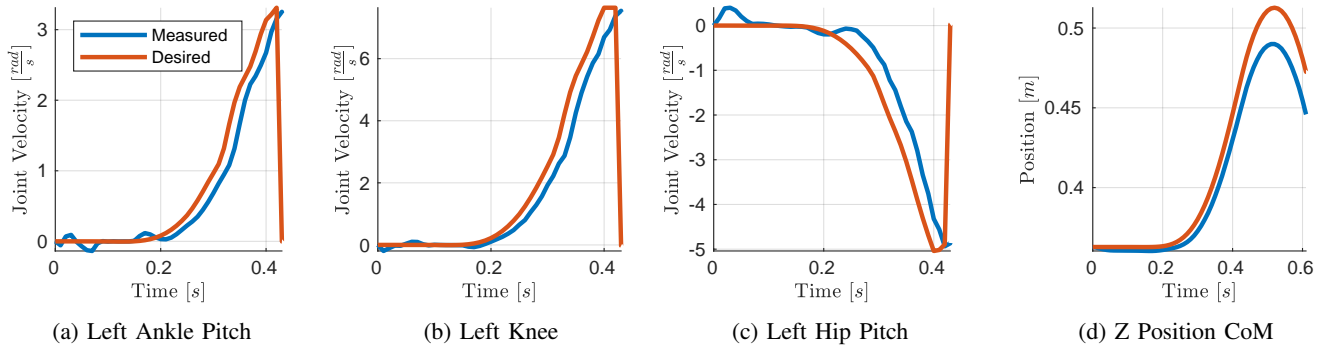 Joint Velocity [rad/s]
3
2
1
0
Measured
Desired
0
0.2
0.4
Time [s]
(a) Left Ankle Pitch
Joint Velocity [rad/s]
6
4
2
0
0
0.2
0.4
Time [s]
(b) Left Knee
Joint Velocity [rad/s]
0
-1
-2
-3
-4
-5
0
0.2
0.4
Time [s]
(c) Left Hip Pitch
Position [m]
0.5
0.45
0.4
0
0.2
0.4
0.6
Time [s]
(d) Z Position CoM